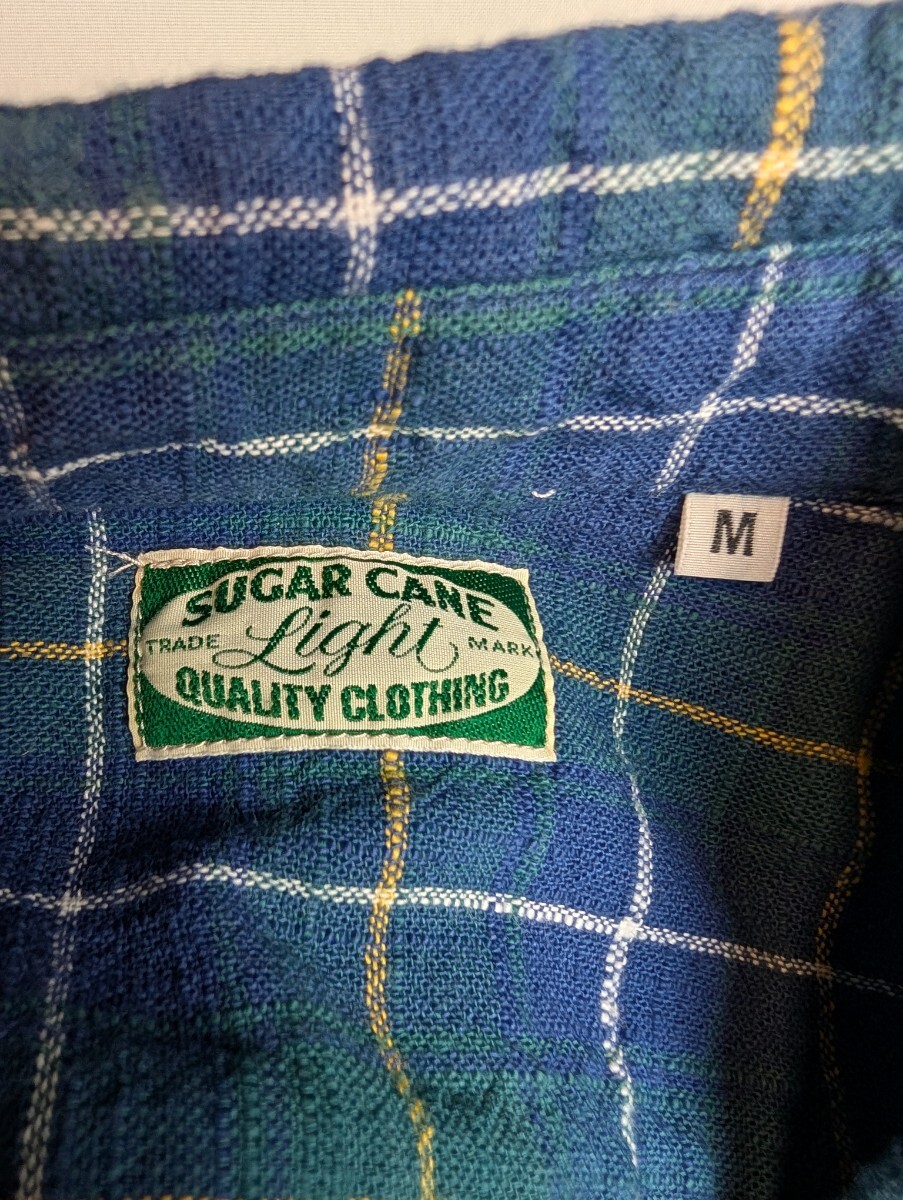 SUGAR CANE
TRADE Light MARK
QUALITY CLOTHING
M